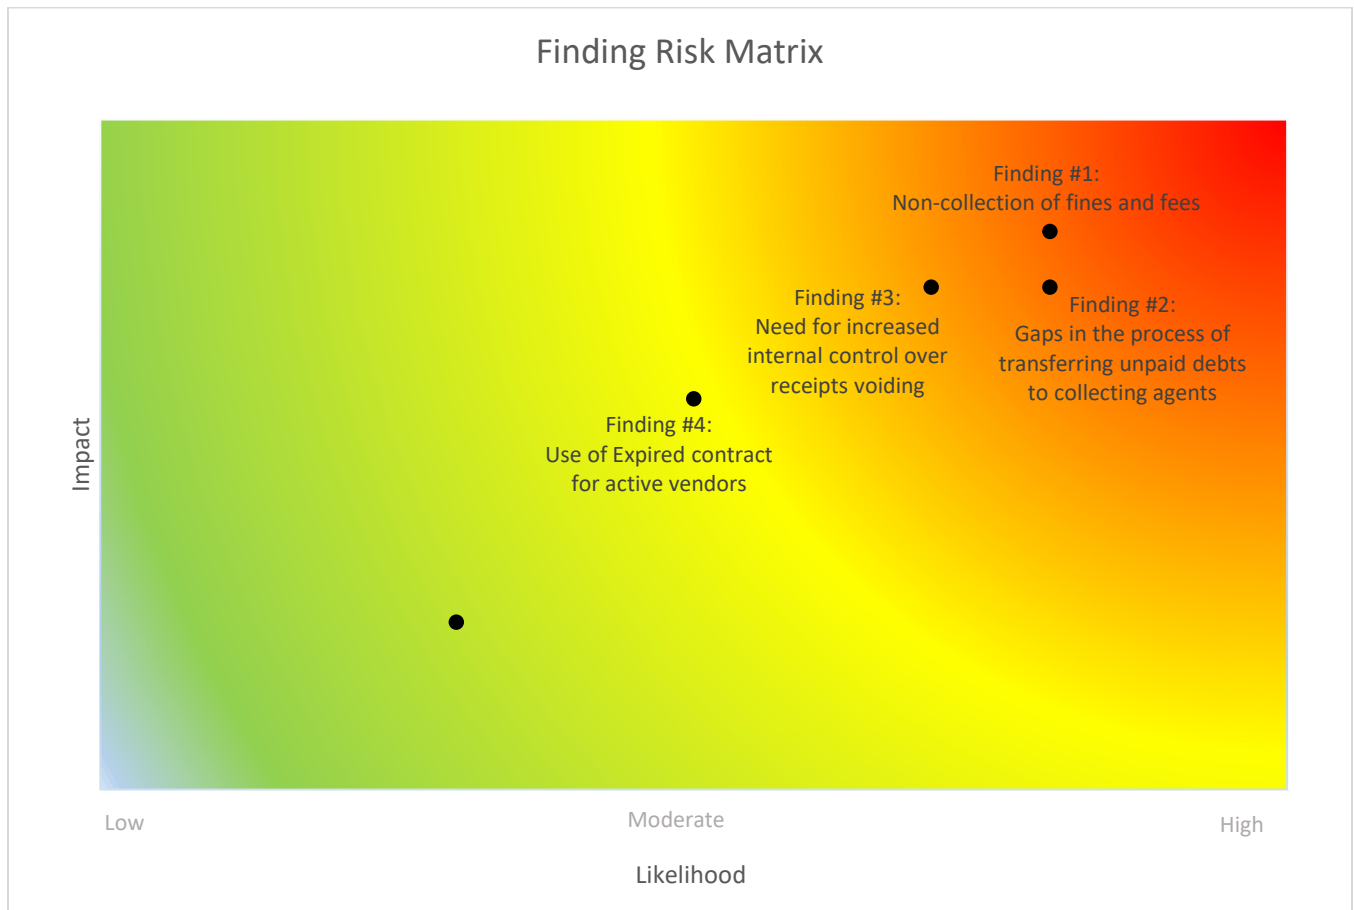 Finding Risk Matrix
Finding #1:
Non-collection of fines and fees
Finding #2:
Gaps in the process of
transferring unpaid debts
to collecting agents
Finding #3:
Need for increased
internal control over
receipts voiding
Finding #4:
Use of Expired contract
for active vendors
Impact
Low
Moderate
High
Likelihood